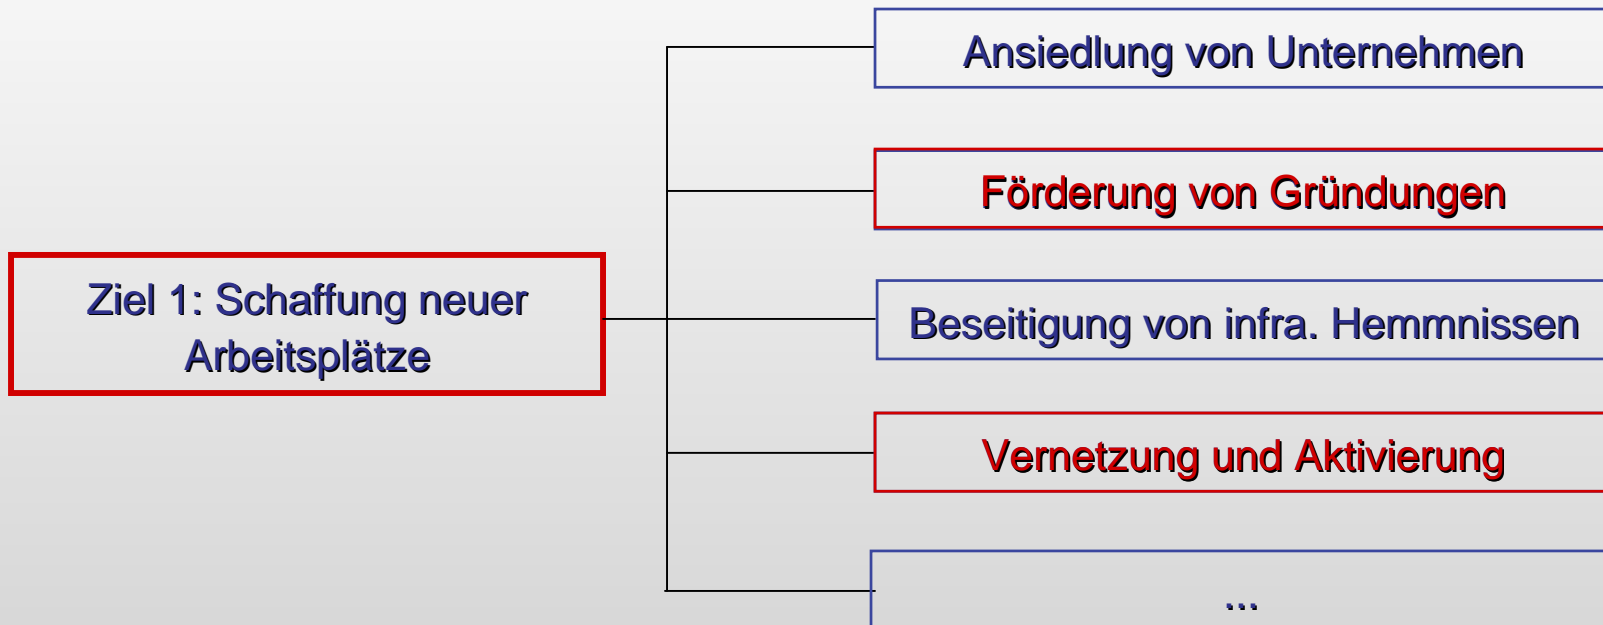 Ansiedlung von Unternehmen
Förderung von Gründungen
Ziel 1: Schaffung neuer
Arbeitsplätze
Beseitigung von infra. Hemmnissen
Vernetzung und Aktivierung
...